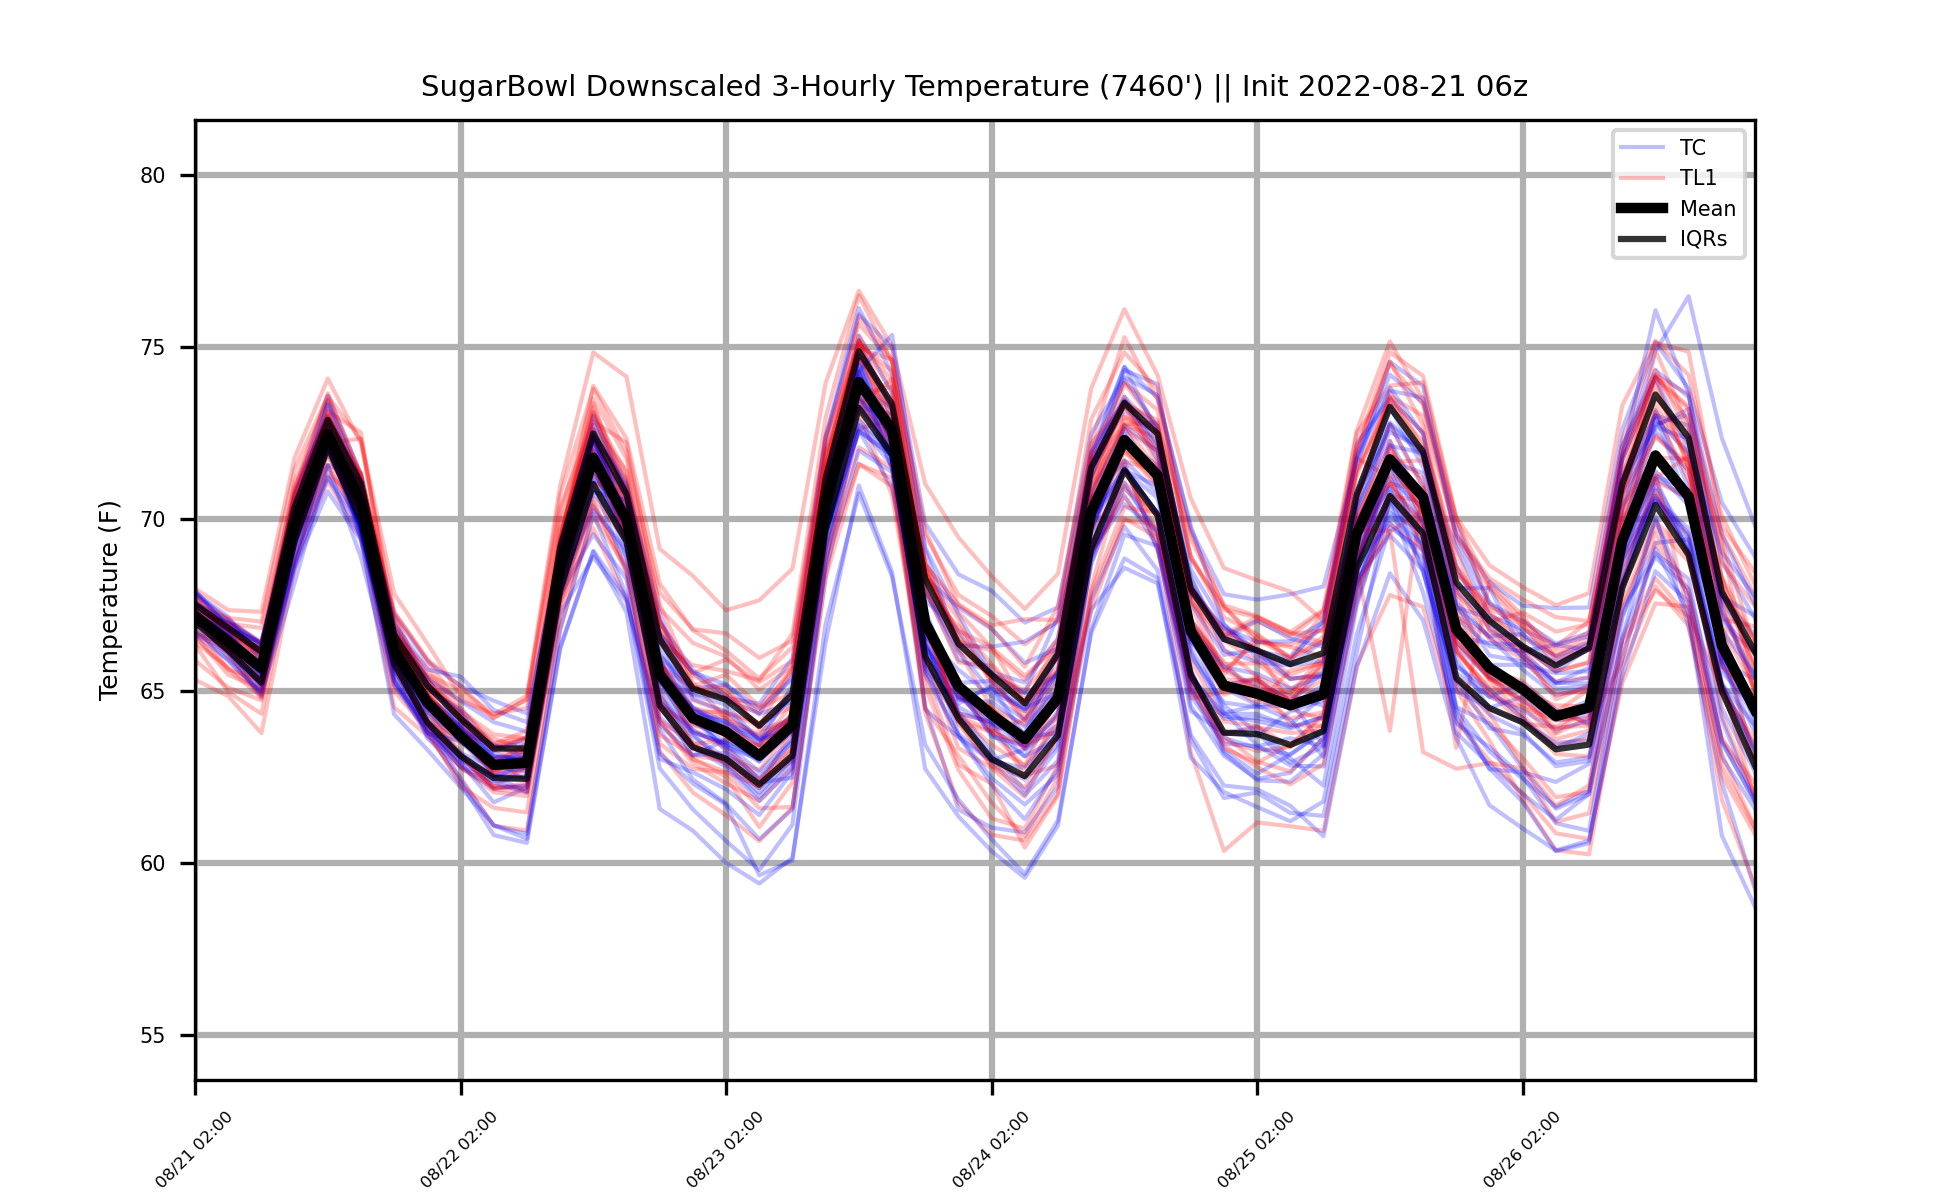 SugarBowl Downscaled 3-Hourly Temperature (7460') || Init 2022-08-21 06z
TC
TL1
Mean
IQRs
Temperature (F)
80
75
70
65
60
55
08/21 02:00
08/22 02:00
08/23 02:00
08/24 02:00
08/25 02:00
08/26 02:00